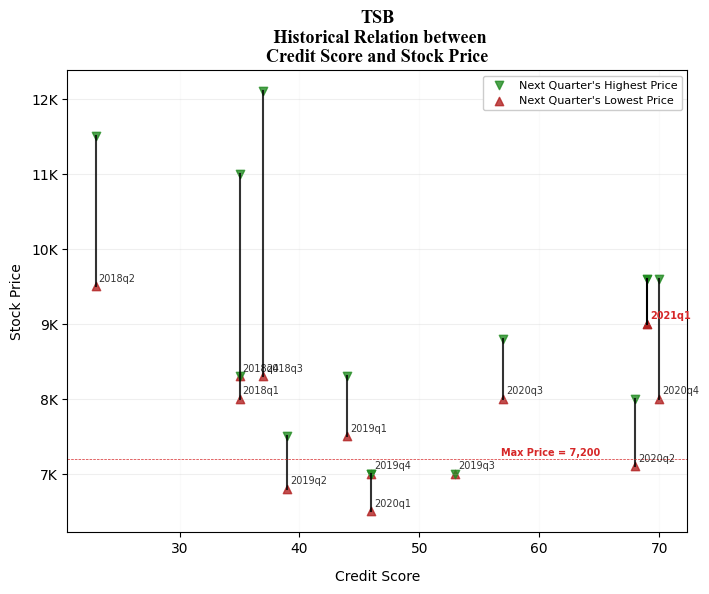 TSB
Historical Relation between
Credit Score and Stock Price
Next Quarter's Highest Price
Next Quarter's Lowest Price
12K
11K
10K
9K
8K
7K
Stock Price
2018q2
2021q1
2018q4
2018q3
2018q1
2020q3
2020q4
2019q1
Max Price = 7,200
2019q4
2019q3
2020q2
2019q2
2020q1
30
40
50
60
70
Credit Score